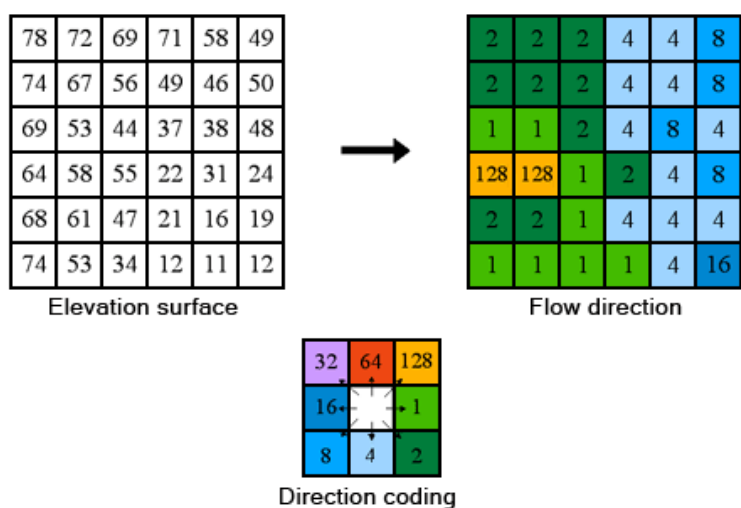 78 72 69 71 58 49
74 67 56 49 46 50
69 53 44 37 38 48
64 58 55 22 31 24
68 61 47 21 16 19
74 53 34 12 11 12
Elevation surface
2 2 2 4 4 8
2 2 2 4 4 8
1 1 2 4 8 4
128 128 1 2 4 8
2 2 1 4 4 4
1 1 1 1 4 16
Flow direction
32 64 128
16 1
8 4 2
Direction coding